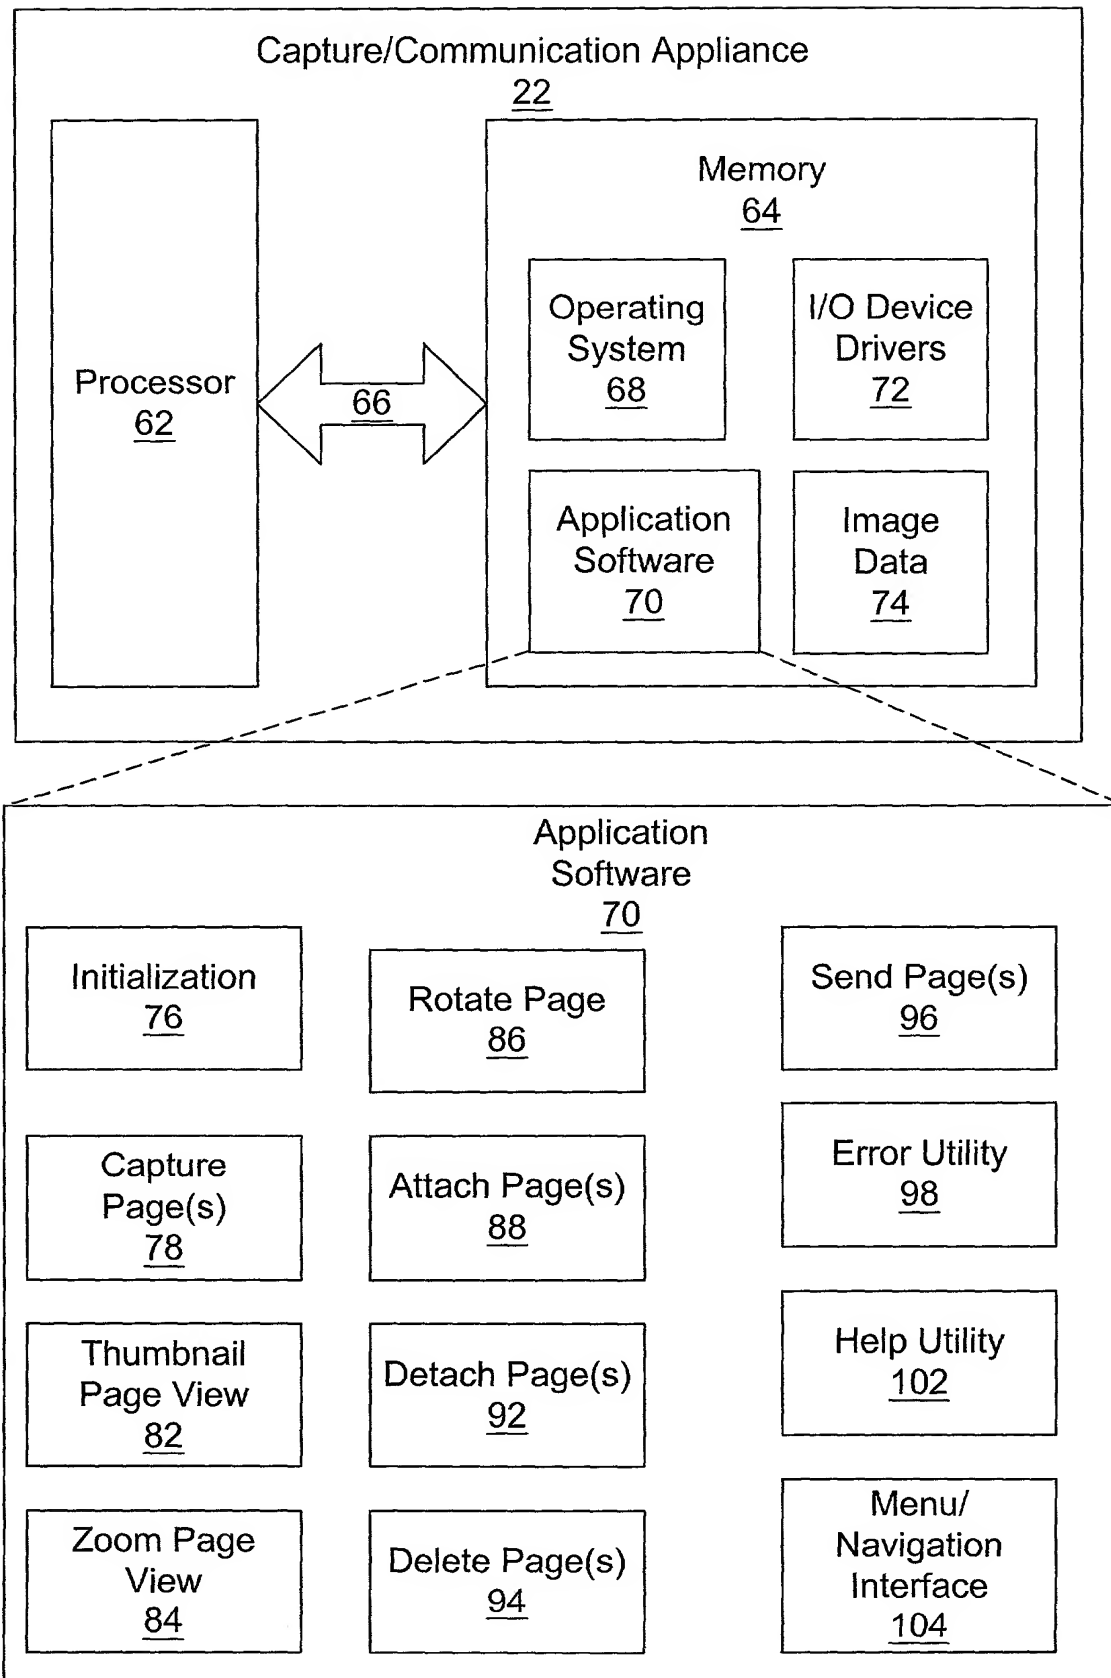 Capture/Communication Appliance
22
Processor
62
66
Memory
64
Operating
System
68
I/O Device
Drivers
72
Application
Software
70
Image
Data
74
Application
Software
70
Initialization
76
Capture
Page(s)
78
Thumbnail
Page View
82
Zoom Page
View
84
Rotate Page
86
Attach Page(s)
88
Detach Page(s)
92
Delete Page(s)
94
Send Page(s)
96
Error Utility
98
Help Utility
102
Menu/
Navigation
Interface
104